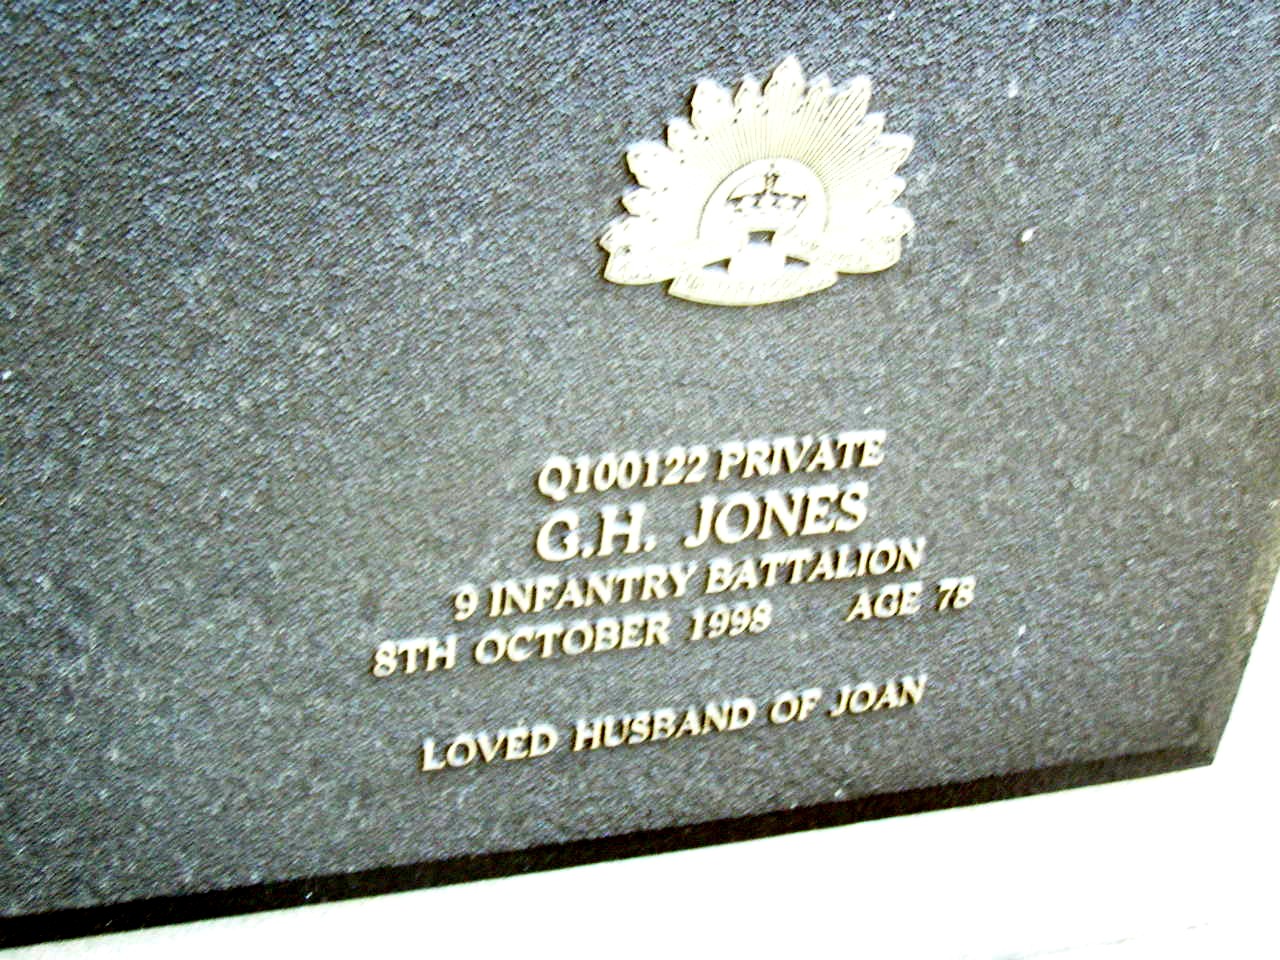 Q100122 PRIVATE
G.H. JONES
9 INFANTRY BATTALION
8TH OCTOBER 1998 AGE 78
LOVED HUSBAND OF JOAN